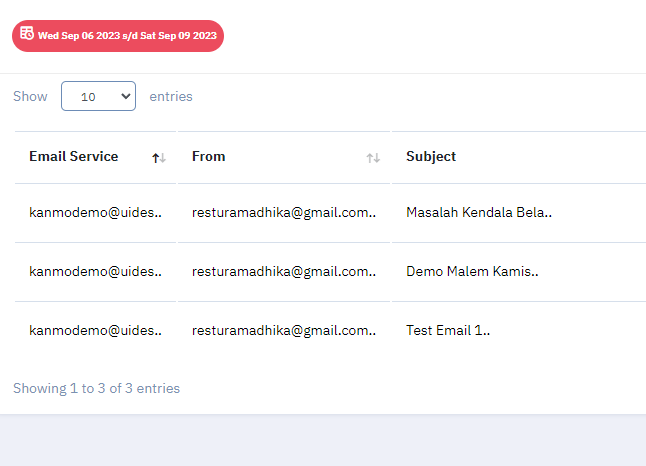 Wed Sep 06 2023 s/d Sat Sep 09 2023
Show 10 entries
Email Service From Subject
kanmodemo@uides.. resturamadhika@gmail.com.. Masalah Kendala Bela..
kanmodemo@uides.. resturamadhika@gmail.com.. Demo Malem Kamis..
kanmodemo@uides.. resturamadhika@gmail.com.. Test Email 1..
Showing 1 to 3 of 3 entries